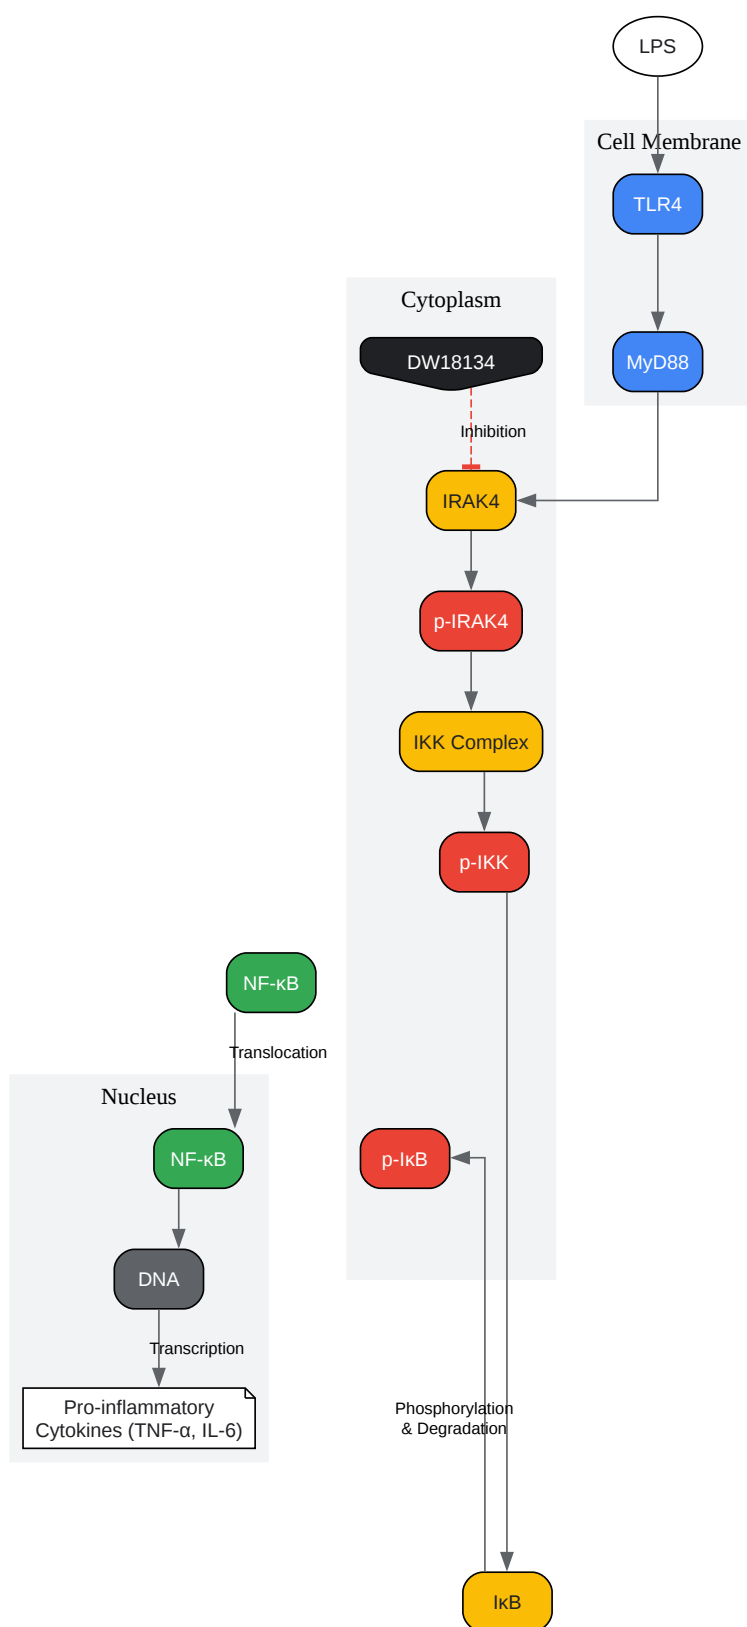 LPS
Cell Membrane
TLR4
MyD88
Cytoplasm
DW18134
Inhibition
IRAK4
p-IRAK4
IKK Complex
p-IKK
NF-κB
Translocation
Nucleus
NF-κB
p-IκB
DNA
Transcription
Pro-inflammatory
Cytokines (TNF-α, IL-6)
Phosphorylation
& Degradation
IκB